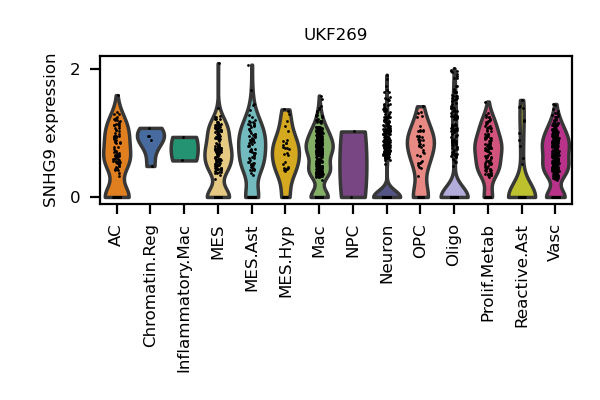 UKF269
SNHG9 expression
2
0
AC
Chromatin.Reg
Inflammatory.Mac
MES
MES.Ast
MES.Hyp
Mac
NPC
Neuron
OPC
Oligo
Prolif.Metab
Reactive.Ast
Vasc